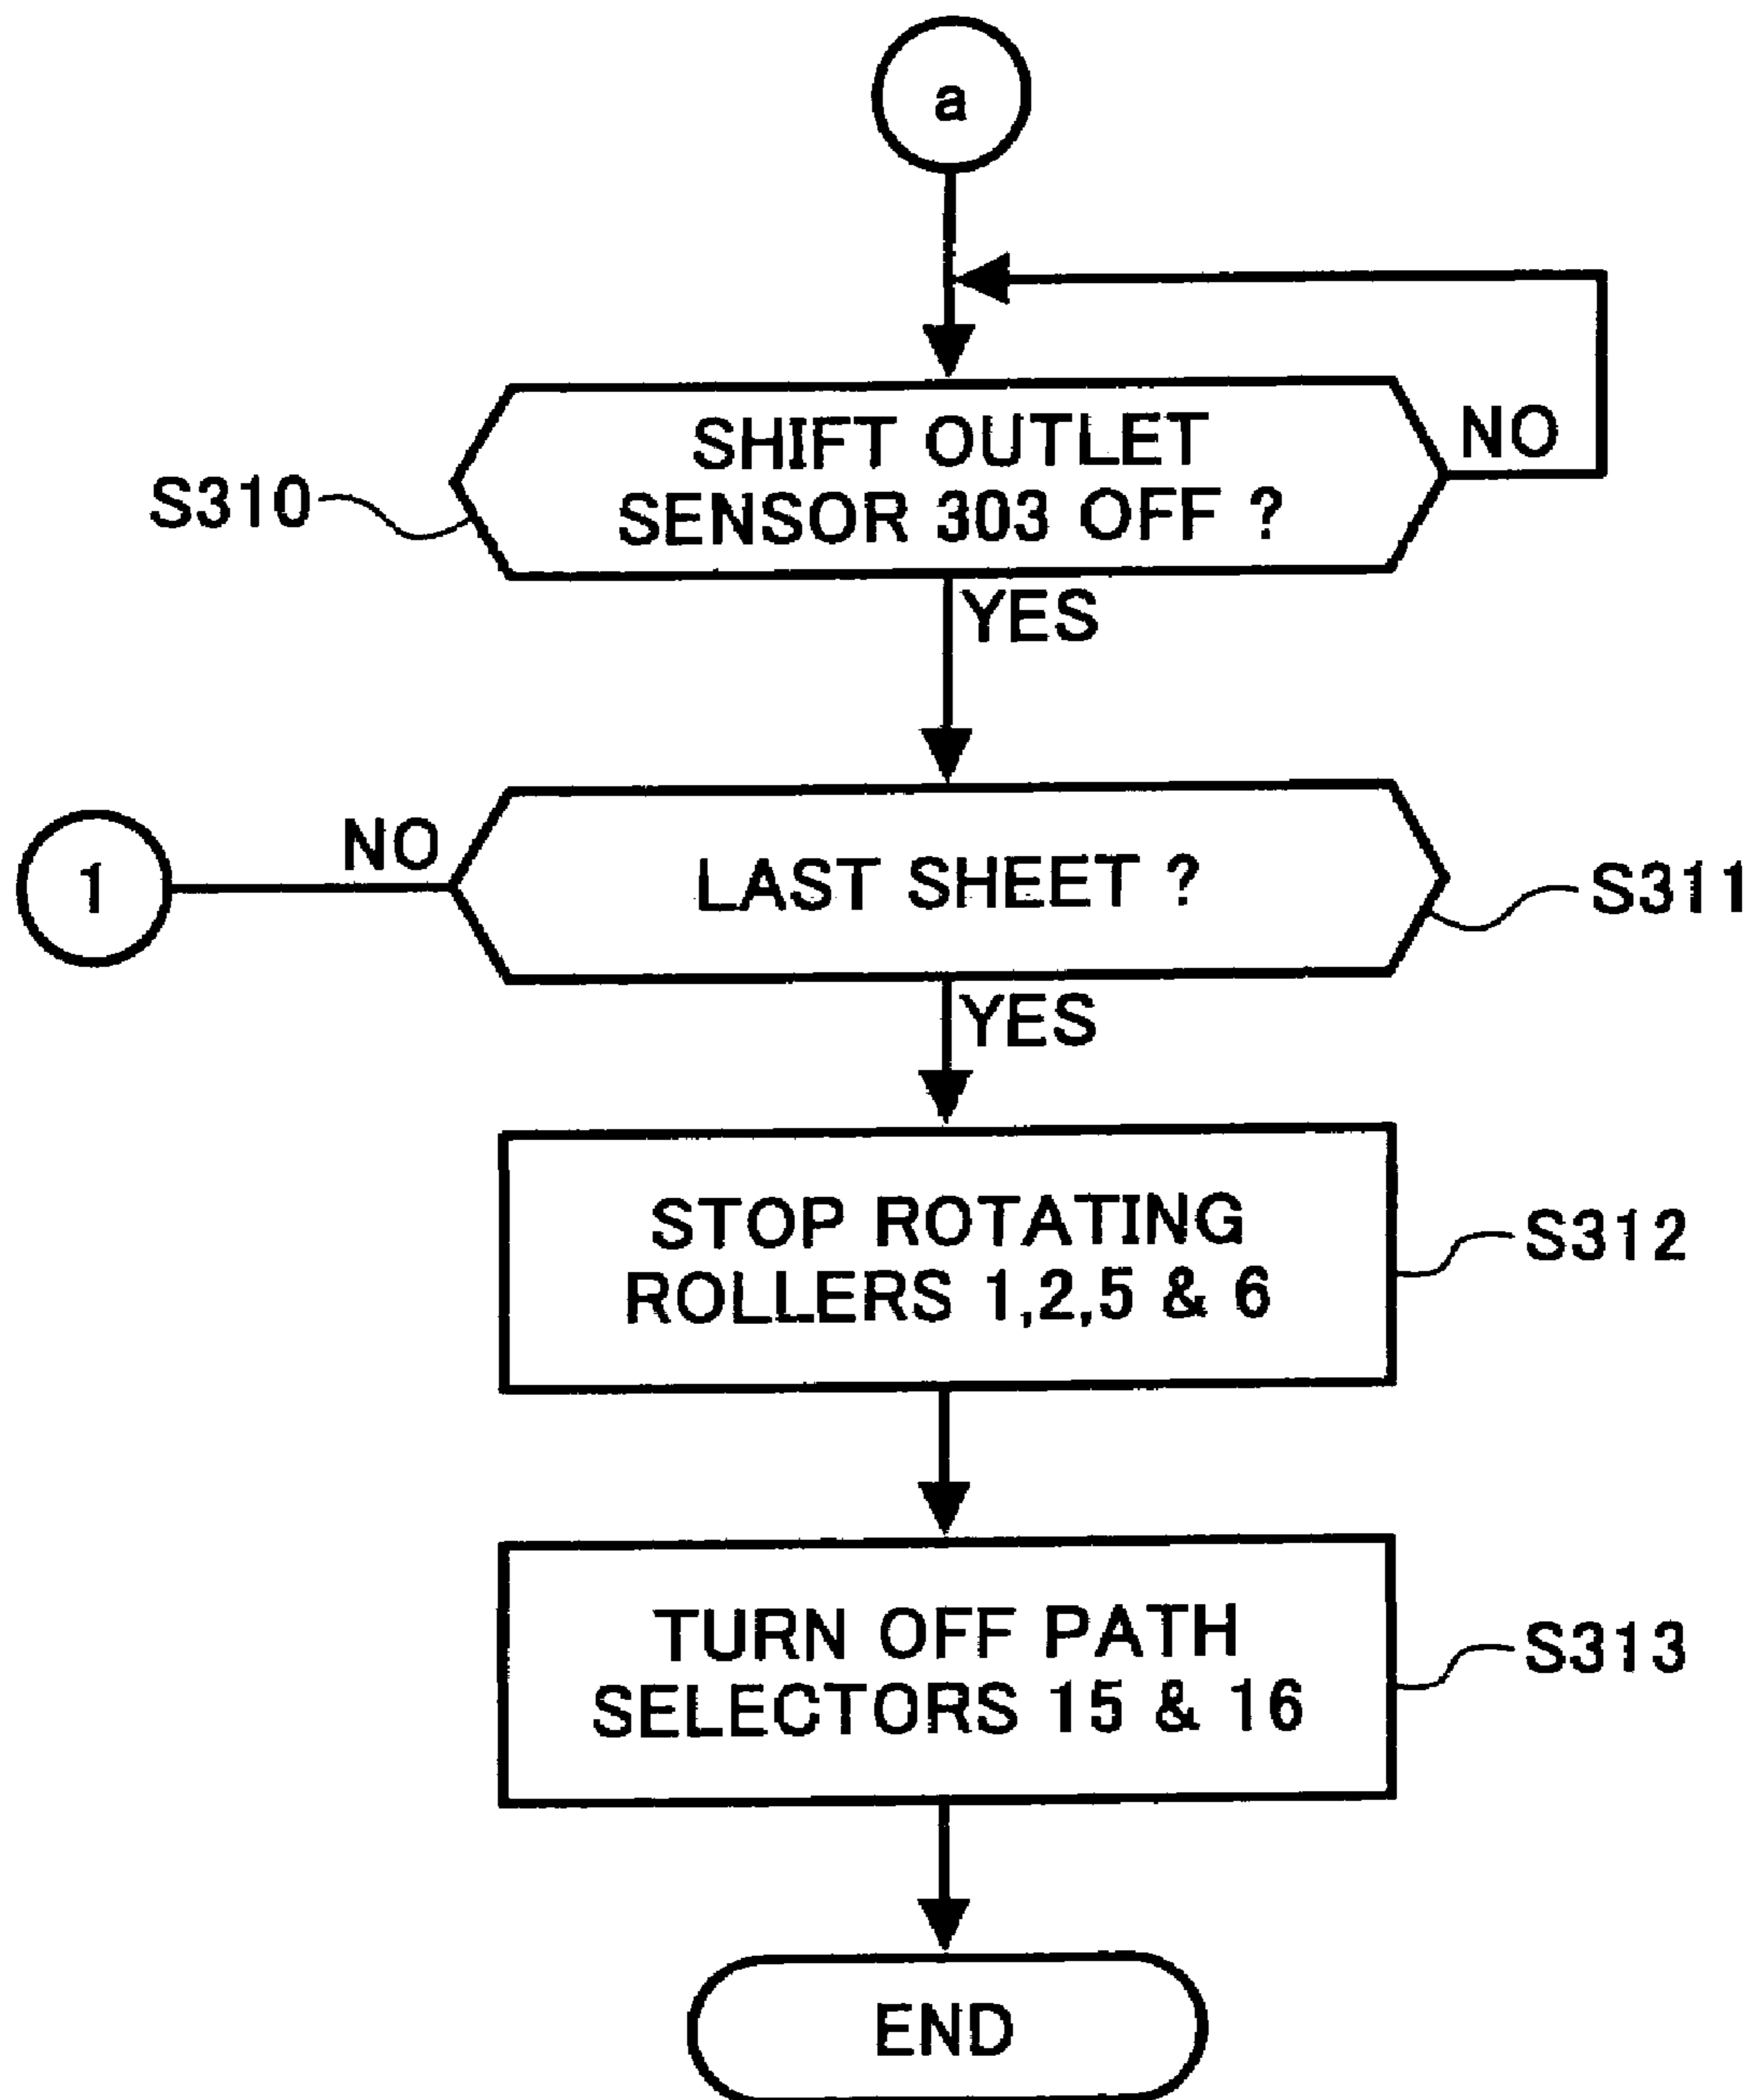 a
SHIFT OUTLET
SENSOR 303 OFF ?
NO
S310
YES
1
NO
LAST SHEET ?
S311
YES
STOP ROTATING
ROLLERS 1,2,5 & 6
S312
TURN OFF PATH
SELECTORS 15 & 16
S313
END